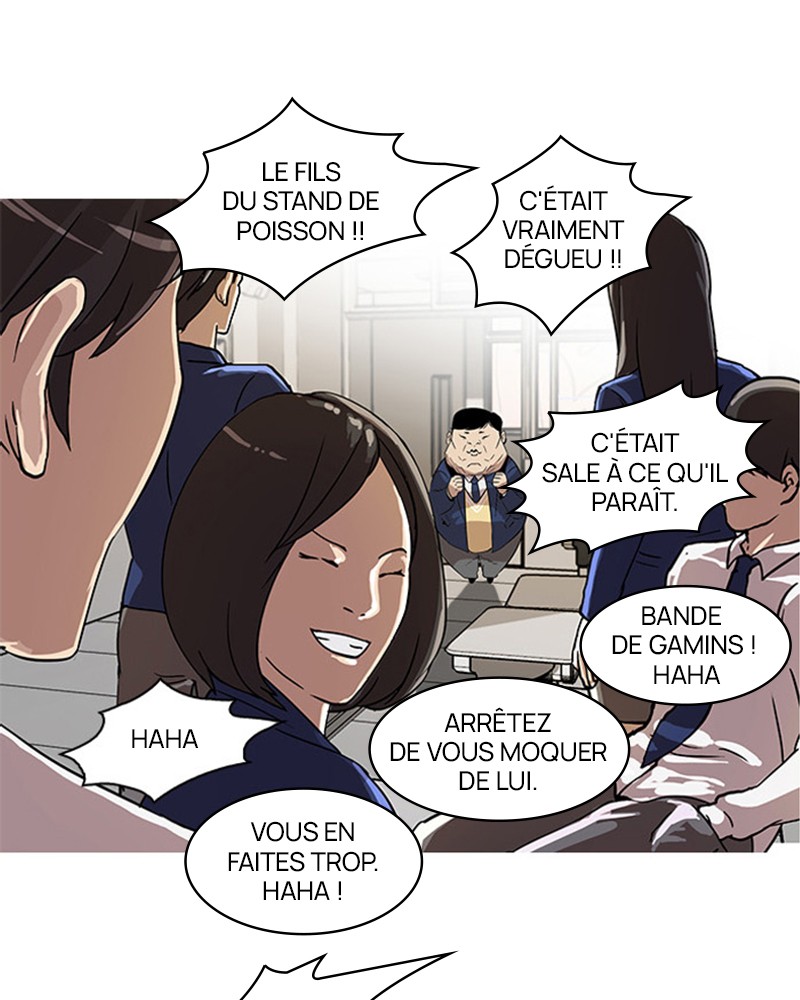 LE FILS
DU STAND DE
POISSON !!
C'ÉTAIT
VRAIMENT
DÉGUEU !!
C'ÉTAIT
SALE À CE QU'IL
PARAÎT.
BANDE
DE GAMINS !
HAHA
HAHA
ARRÊTEZ
DE VOUS MOQUER
DE LUI.
VOUS EN
FAITES TROP.
HAHA !